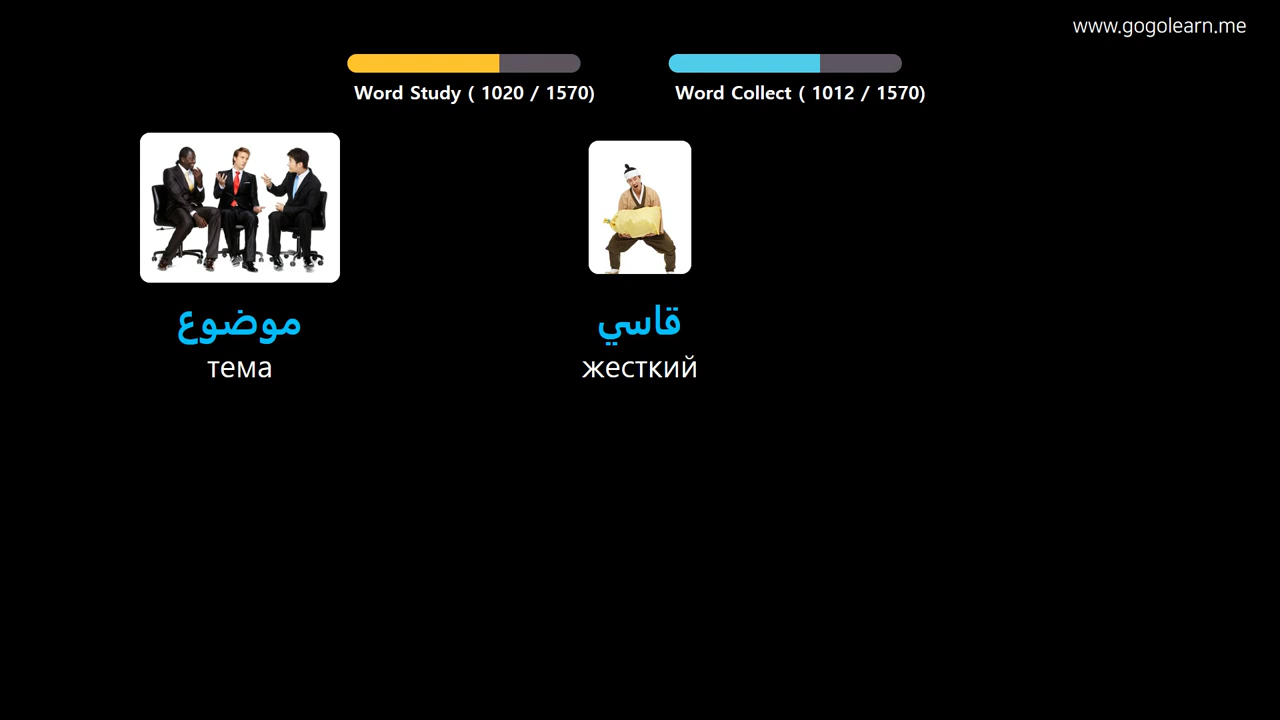 www.gogolearn.me
Word Study ( 1020 / 1570)
Word Collect ( 1012 / 1570)
موضوع
тема
قاسي
жесткий